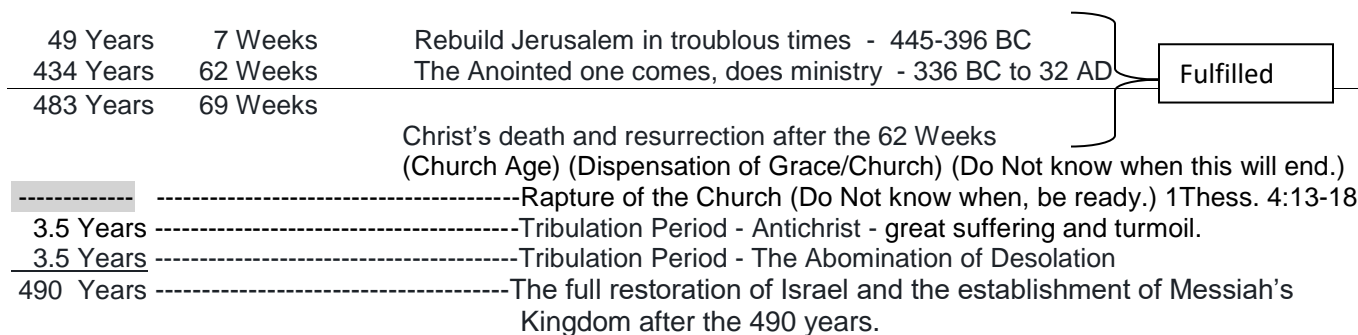 49 Years 7 Weeks Rebuild Jerusalem in troublous times - 445-396 BC
434 Years 62 Weeks The Anointed one comes, does ministry - 336 BC to 32 AD
Fulfilled
483 Years 69 Weeks
Christ's death and resurrection after the 62 Weeks
(Church Age) (Dispensation of Grace/Church) (Do Not know when this will end.)
------------- ----------------------------------------Rapture of the Church (Do Not know when, be ready.) 1Thess. 4:13-18
3.5 Years ----------------------------------------Tribulation Period - Antichrist - great suffering and turmoil.
3.5 Years ----------------------------------------Tribulation Period - The Abomination of Desolation
490 Years ---------------------------------------The full restoration of Israel and the establishment of Messiah's
Kingdom after the 490 years.